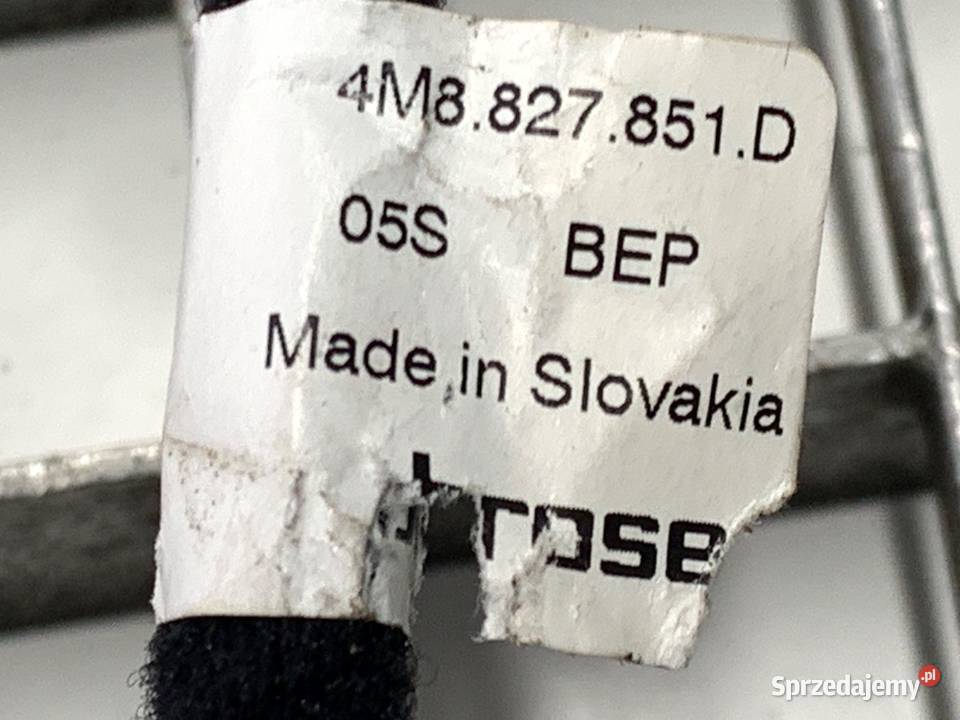 4M8.827.851.D
05S BEP
Made in Slovakia
Sprzedajemy.pl